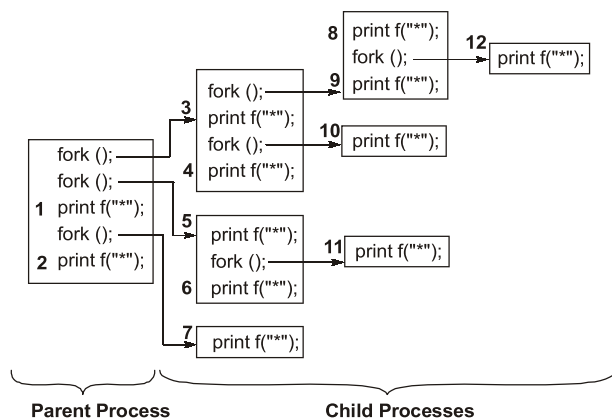 8 print f("*");
fork ();
9 print f("*");
12 print f("*");
fork ();
3 print f("*");
fork ();
4 print f("*");
10 print f("*");
fork ();
fork ();
1 print f("*");
fork ();
2 print f("*");
5 print f("*");
fork ();
6 print f("*");
11 print f("*");
7 print f("*");
Parent Process
Child Processes